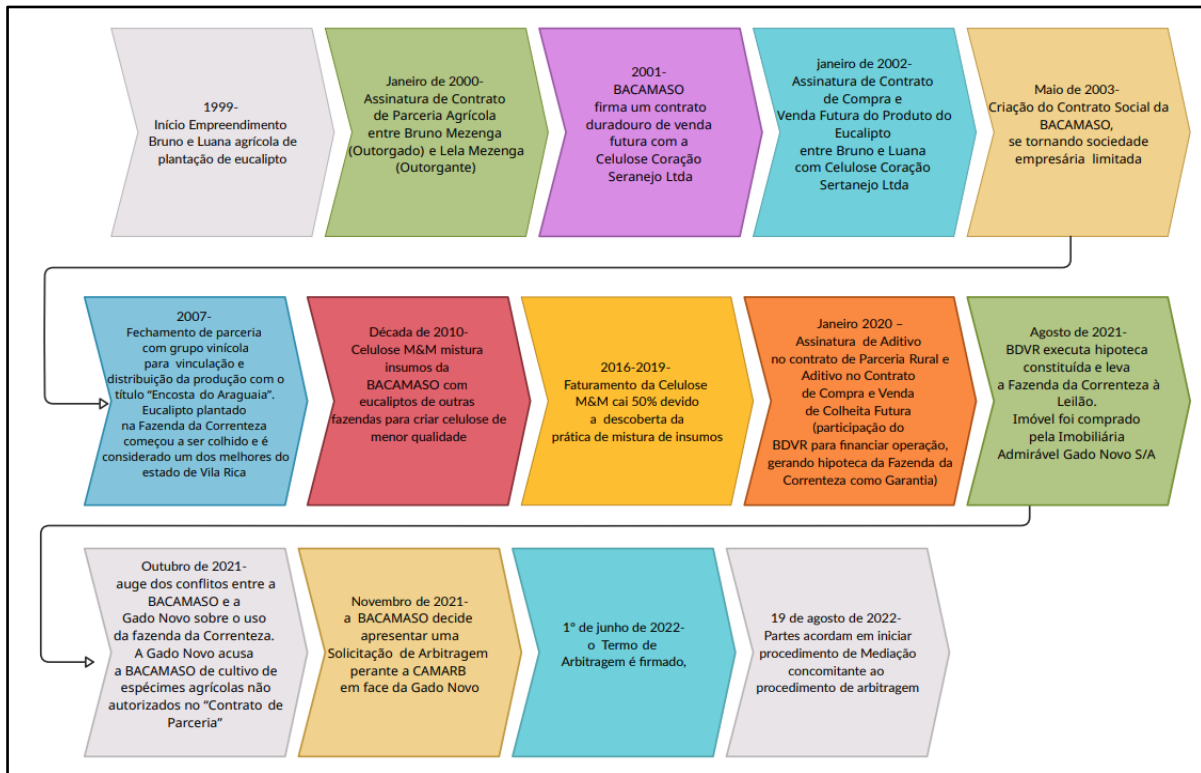 1999-
Início Empreendimento
Bruno e Luana agrícola de
plantação de eucalipto
Janeiro de 2000-
Assinatura de Contrato
de Parceria Agrícola
entre Bruno Mezenga
(Outorgado) e Lela Mezenga
(Outorgante)
2001-
BACAMASO
firma um contrato
duradouro de venda
futura com a
Celulose Coração
Seranejo Ltda
janeiro de 2002-
Assinatura de Contrato
de Compra e
Venda Futura do Produto do
Eucalipto
entre Bruno e Luana
com Celulose Coração
Sertanejo Ltda
Maio de 2003-
Criação do Contrato Social da
BACAMASO,
se tornando sociedade
empresária limitada
2007-
Fechamento de parceria
com grupo vinícola
para vinculação e
distribuição da produção com o
título “Encosta do Araguaia”.
Eucalipto plantado
na Fazenda da Correnteza
começou a ser colhido e é
considerado um dos melhores do
estado de Vila Rica
Década de 2010-
Celulose M&M mistura
insumos da
BACAMASO com
eucaliptos de outras
fazendas para criar celulose de
menor qualidade
2016-2019-
Faturamento da Celulose
M&M cai 50% devido
a descoberta da
prática de mistura de insumos
Janeiro 2020 –
Assinatura de Aditivo
no contrato de Parceria Rural e
Aditivo no Contrato
de Compra e Venda
de Colheita Futura
(participação do
BDVR para financiar operação,
gerando hipoteca da Fazenda da
Correnteza como Garantia)
Agosto de 2021-
BDVR executa hipoteca
constituída e leva
a Fazenda da Correnteza à
Leilão.
Imóvel foi comprado
pela Imobiliária
Admirável Gado Novo S/A
Outubro de 2021-
auge dos conflitos entre a
BACAMASO e a
Gado Novo sobre o uso
da fazenda da Correnteza.
A Gado Novo acusa
a BACAMASO de cultivo de
espécimes agrícolas não
autorizados no “Contrato de
Parceria”
Novembro de 2021-
a BACAMASO decide
apresentar uma
Solicitação de Arbitragem
perante a CAMARB
em face da Gado Novo
1º de junho de 2022-
o Termo de
Arbitragem é firmado,
19 de agosto de 2022-
Partes acordam em iniciar
procedimento de Mediação
concomitante ao
procedimento de arbitragem